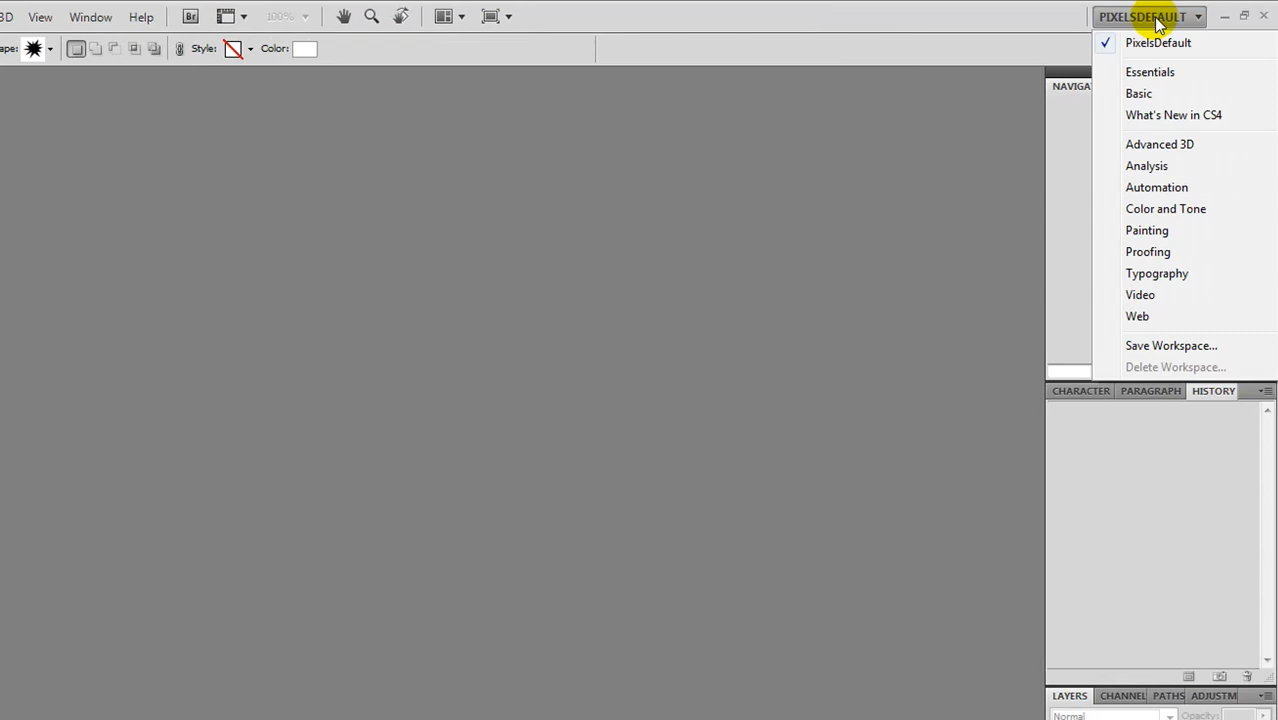 3D View Window Help Br 100% PIXELSDEFAULT
ape: Style: Color:
PixelsDefault
Essentials
Basic
What's New in CS4
Advanced 3D
Analysis
Automation
Color and Tone
Painting
Proofing
Typography
Video
Web
Save Workspace...
Delete Workspace...
NAVIGA
CHARACTER PARAGRAPH HISTORY
LAYERS CHANNEL PATHS ADJUSTM
Normal Opacity: